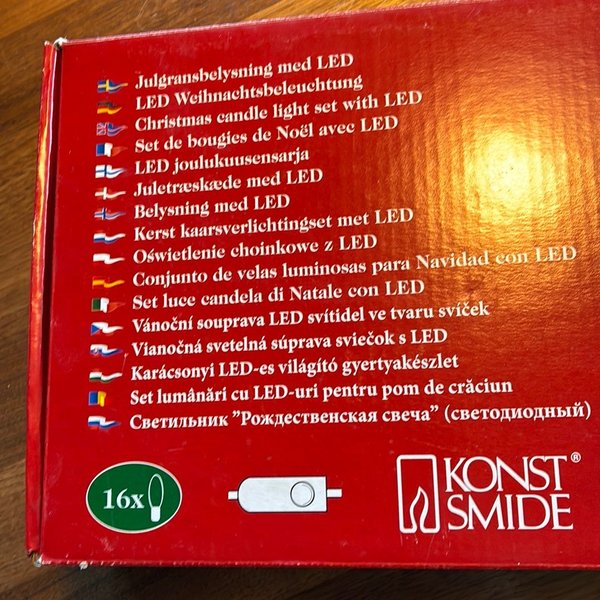 Julgransbelysning med LED
LED Weihnachtsbeleuchtung
Christmas candle light set with LED
Set de bougies de Noël avec LED
LED joulukuusensarja
Juletræskæde med LED
Belysning med LED
Kerst kaarsverlichtingset met LED
Oświetlenie choinkowe z LED
Conjunto de velas luminosas para Navidad con LED
Set luce candela di Natale con LED
Vánoční souprava LED svítidel ve tvaru svíček
Vianočná svetelná súprava sviečok s LED
Karácsonyi LED-es világító gyertyakészlet
Set lumânări cu LED-uri pentru pom de crăciun
Светильник "Рождественская свеча" (светодиодный)
16x
KONST®
SMIDE